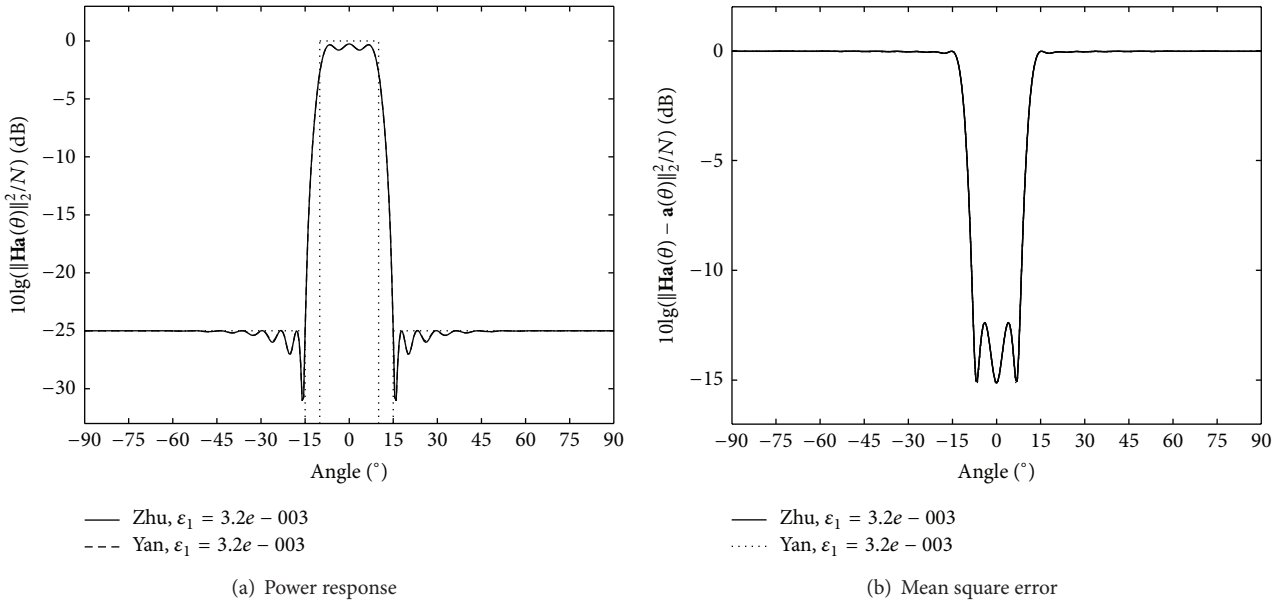 0
−5
−10
−15
−20
−25
−30
−90 −75 −60 −45 −30 −15 0 15 30 45 60 75 90
Angle (°)
10lg(‖Ha(θ)‖₂²/N) (dB)
Zhu, ε₁ = 3.2e − 003
Yan, ε₁ = 3.2e − 003
(a) Power response
0
−5
−10
−15
−90 −75 −60 −45 −30 −15 0 15 30 45 60 75 90
Angle (°)
10lg(‖Ha(θ) − a(θ)‖₂²/N) (dB)
Zhu, ε₁ = 3.2e − 003
Yan, ε₁ = 3.2e − 003
(b) Mean square error